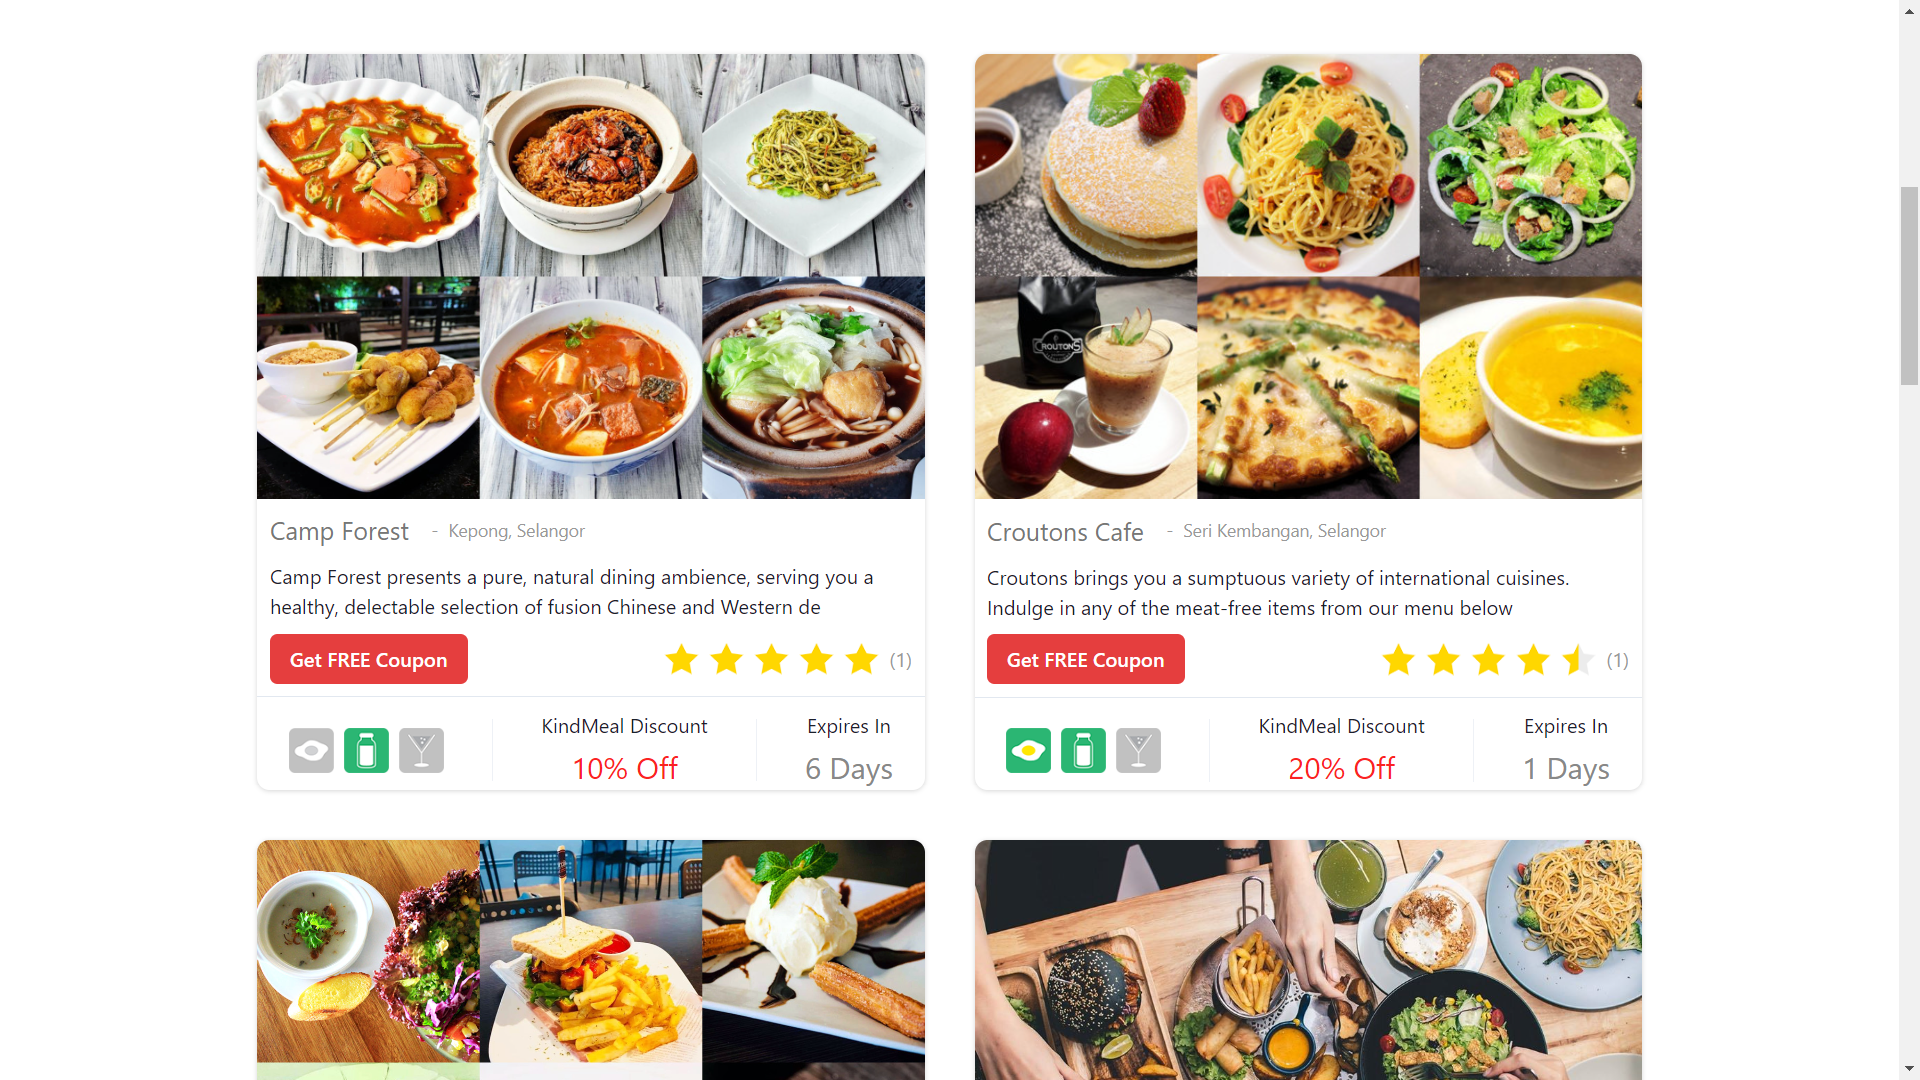 CROUTONS
Camp Forest - Kepong, Selangor
Camp Forest presents a pure, natural dining ambience, serving you a
healthy, delectable selection of fusion Chinese and Western de
Get FREE Coupon (1)
KindMeal Discount
10% Off
Expires In
6 Days
Croutons Cafe - Seri Kembangan, Selangor
Croutons brings you a sumptuous variety of international cuisines.
Indulge in any of the meat-free items from our menu below
Get FREE Coupon (1)
KindMeal Discount
20% Off
Expires In
1 Days